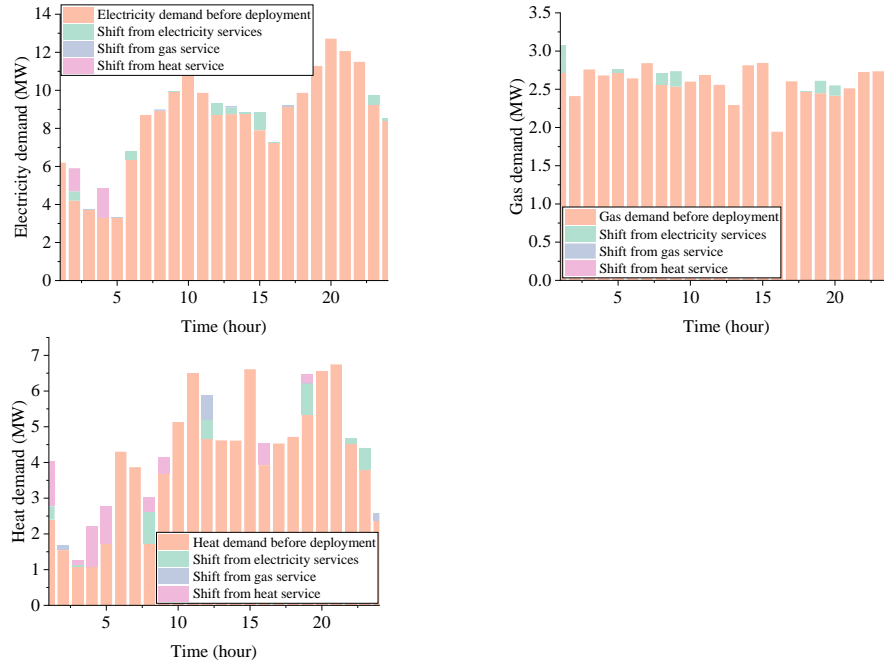 14
12
10
8
6
4
2
0
Electricity demand (MW)
Electricity demand before deployment
Shift from electricity services
Shift from gas service
Shift from heat service
5
10
15
20
Time (hour)
3.5
3.0
2.5
2.0
1.5
1.0
0.5
0.0
Gas demand (MW)
Gas demand before deployment
Shift from electricity services
Shift from gas service
Shift from heat service
5
10
15
20
Time (hour)
7
6
5
4
3
2
1
0
Heat demand (MW)
Heat demand before deployment
Shift from electricity services
Shift from gas service
Shift from heat service
5
10
15
20
Time (hour)